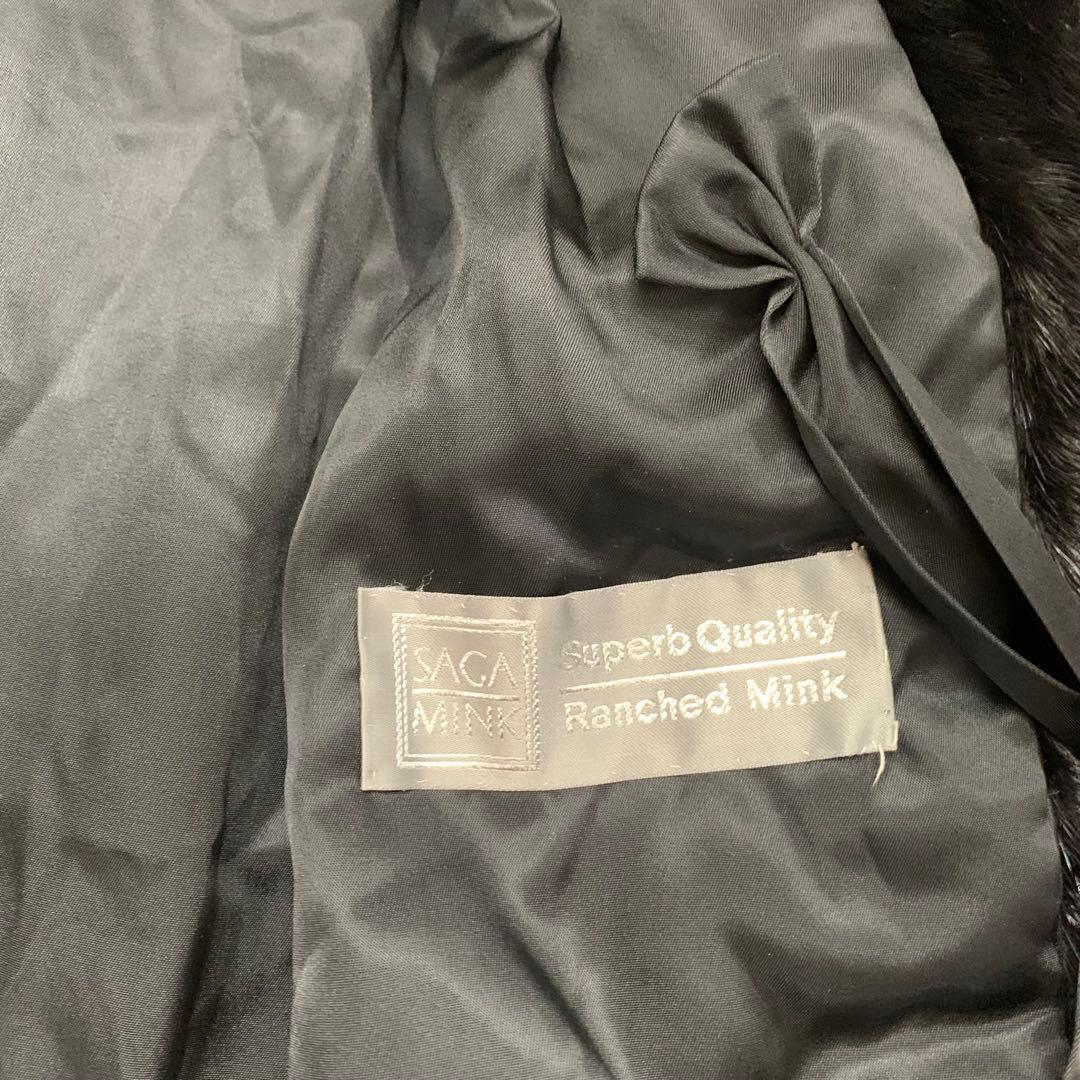 SAGA
MINK
Superb Quality
Ranched Mink